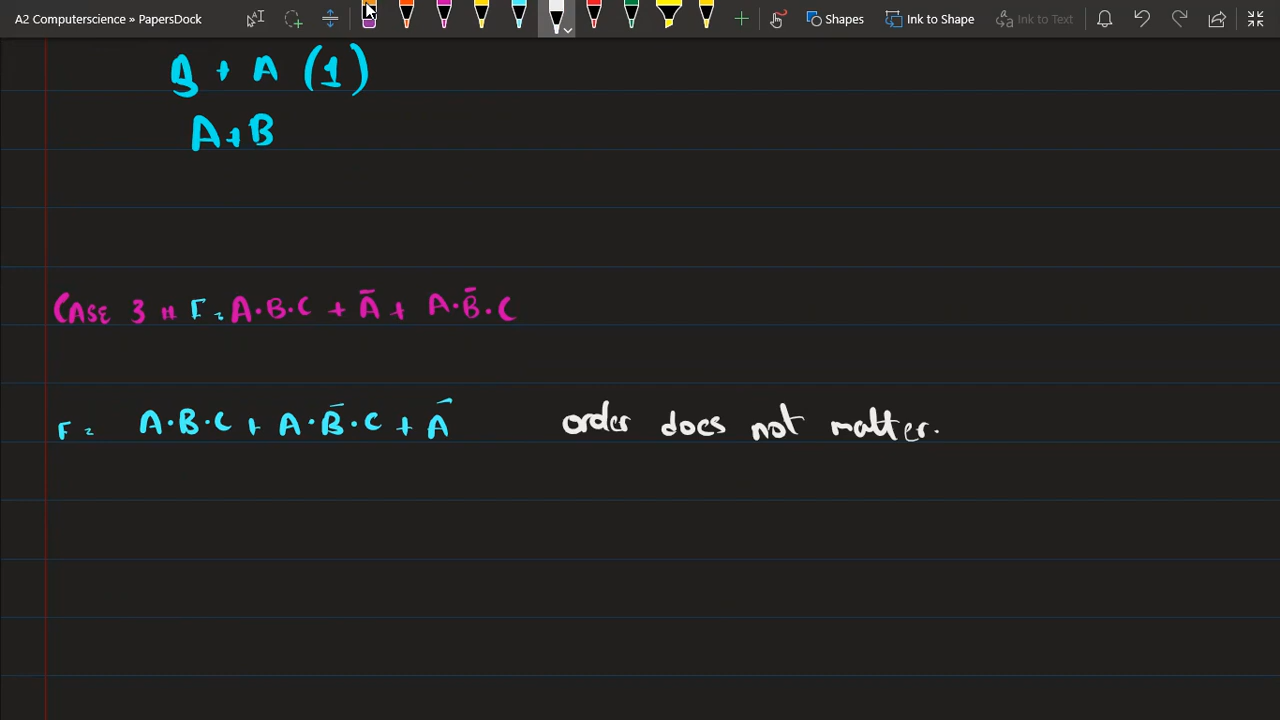 A2 Computerscience » PapersDock
Shapes
Ink to Shape
Ink to Text
+ A (1)
A+B
CASE 3 :: F = A·B·C + Ā + A·B̄·C
F = A·B·C + A·B̄·C + Ā
order does not matter.